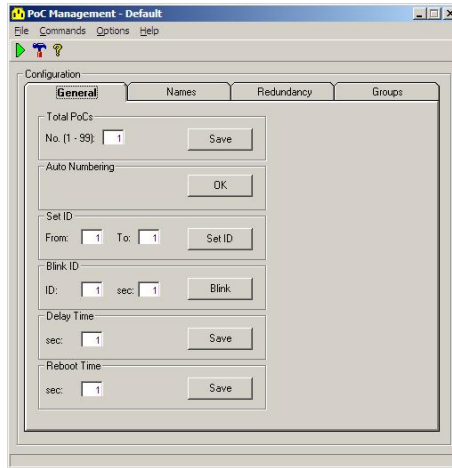 PoC Management - Default
File Commands Options Help
Configuration
General Names Redundancy Groups
Total PoCs
No. (1 - 99): 1 Save
Auto Numbering
OK
Set ID
From: 1 To: 1 Set ID
Blink ID
ID: 1 sec: 1 Blink
Delay Time
sec: 1 Save
Reboot Time
sec: 1 Save